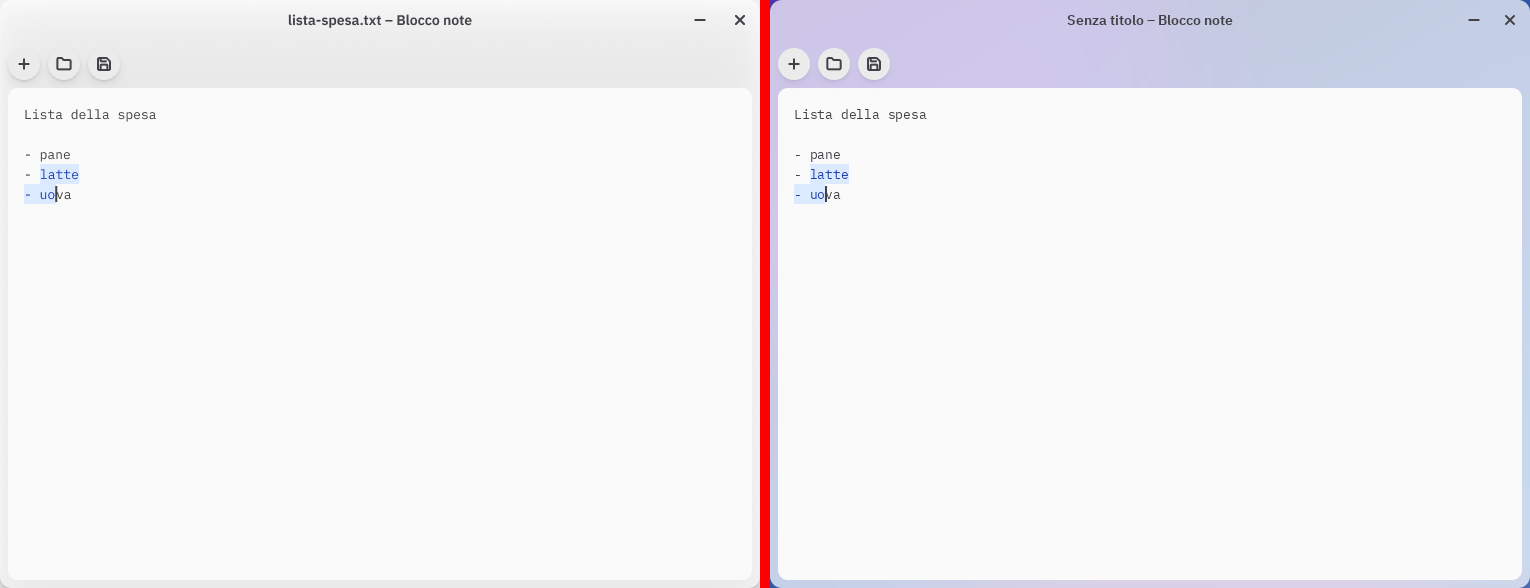 lista-spesa.txt – Blocco note
Lista della spesa
- pane
- latte
- uova
Senza titolo – Blocco note
Lista della spesa
- pane
- latte
- uova